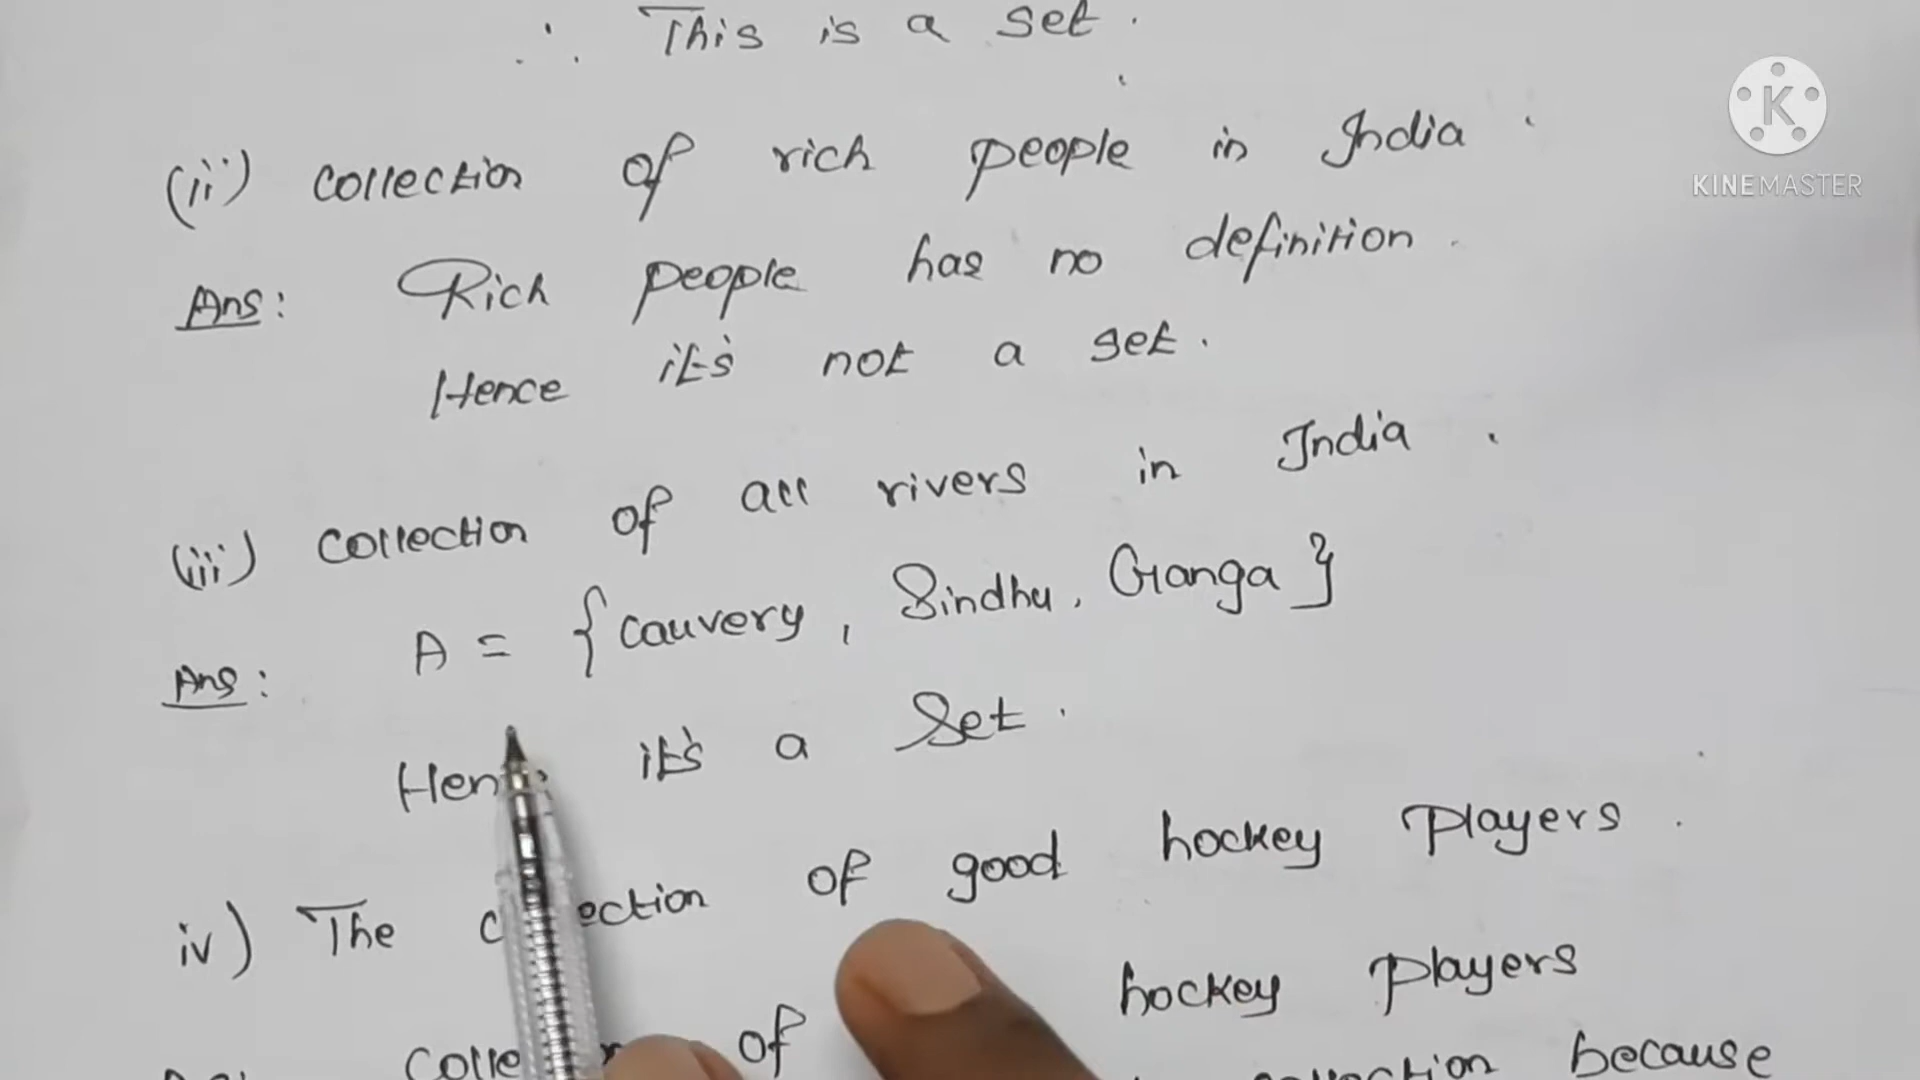 ∴ This is a set.
(ii) collection of rich people in India.
Ans: Rich people has no definition.
Hence it's not a set.
(iii) collection of all rivers in India.
Ans: A = {cauvery, Sindhu, Ganga}
it's a Set.
iv) The of good hockey players.
of hockey players
because
K
KINEMASTER